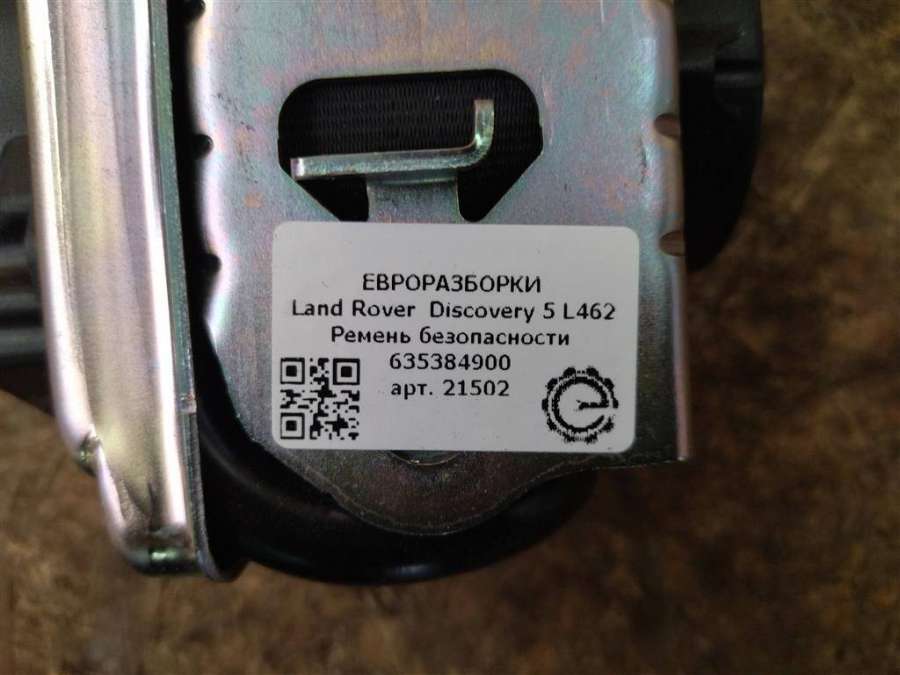 ЕВРОРАЗБОРКИ
Land Rover Discovery 5 L462
Ремень безопасности
635384900
арт. 21502